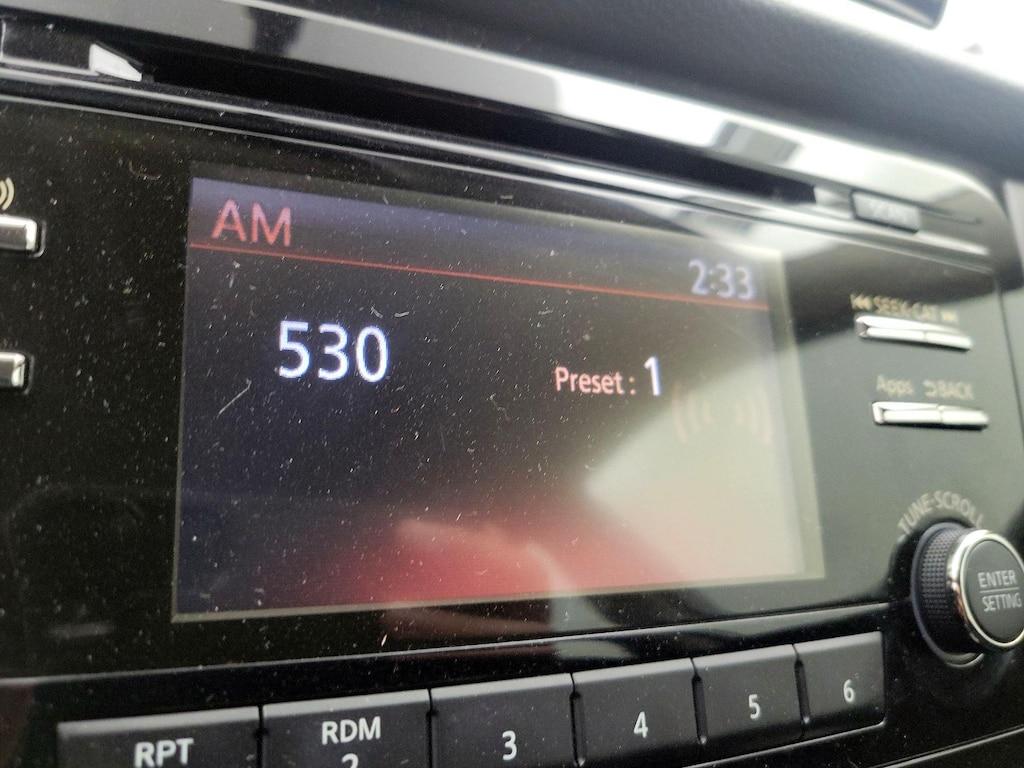 AM
2:33
530
Preset : 1
SEEK·CAT
Apps BACK
TUNE·SCROLL
ENTER
SETTING
RPT
RDM
2
3
4
5
6